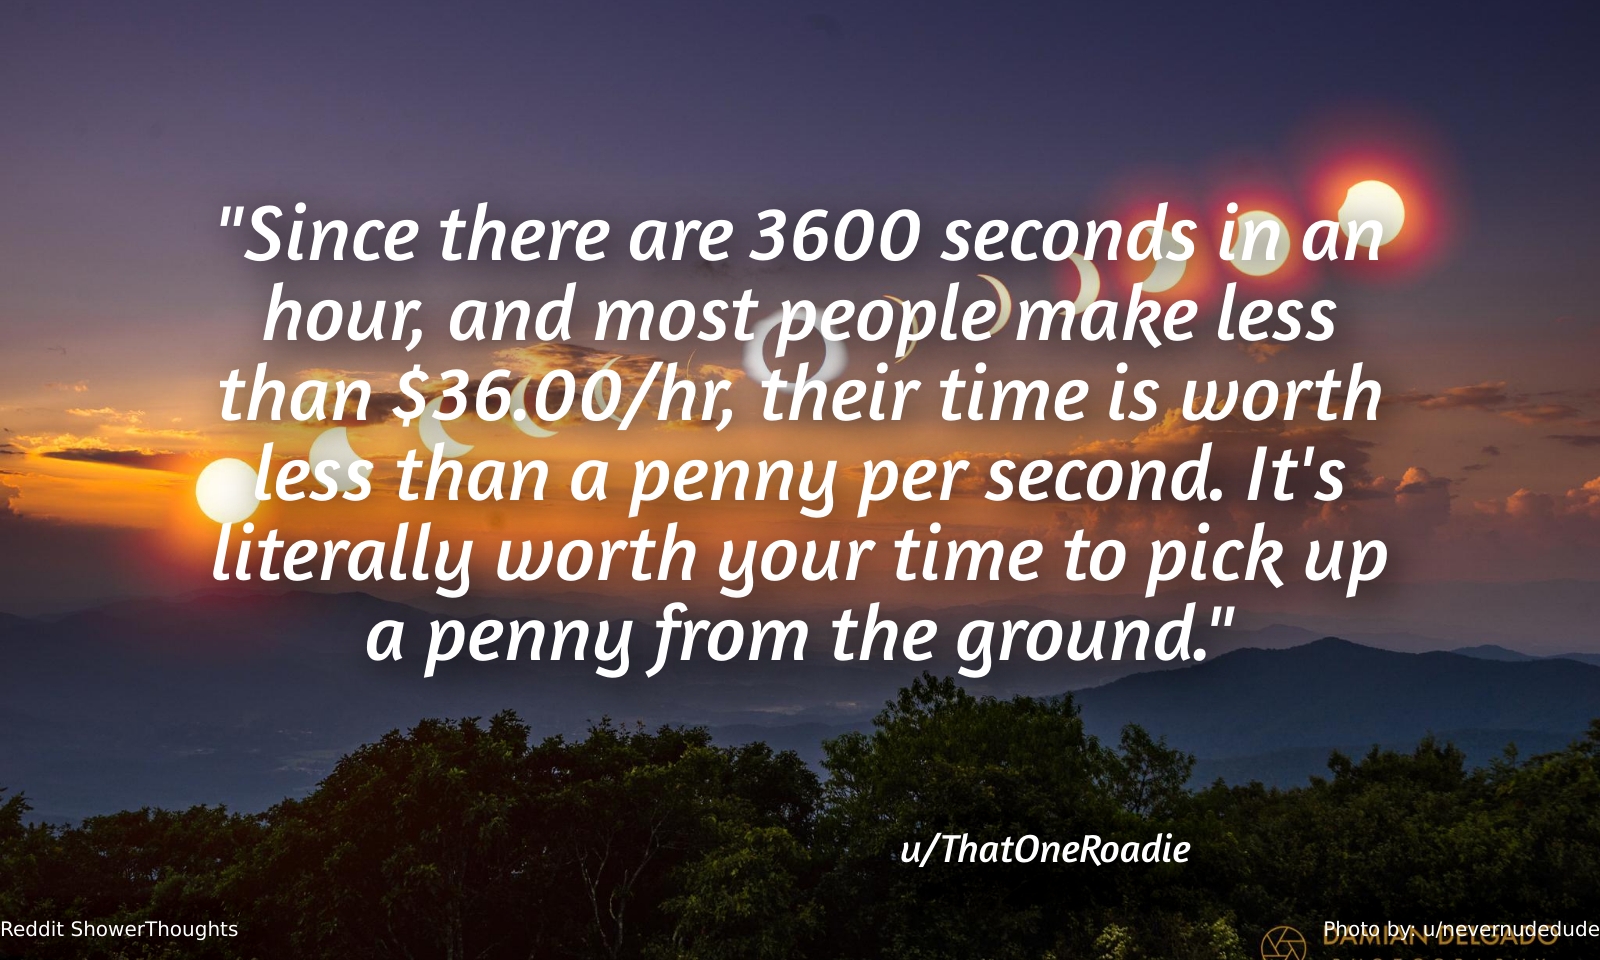 "Since there are 3600 seconds in an
hour, and most people make less
than $36.00/hr, their time is worth
less than a penny per second. It's
literally worth your time to pick up
a penny from the ground."
u/ThatOneRoadie
Reddit ShowerThoughts
Photo by: u/nevernudedude
DAMIAN DELGADO